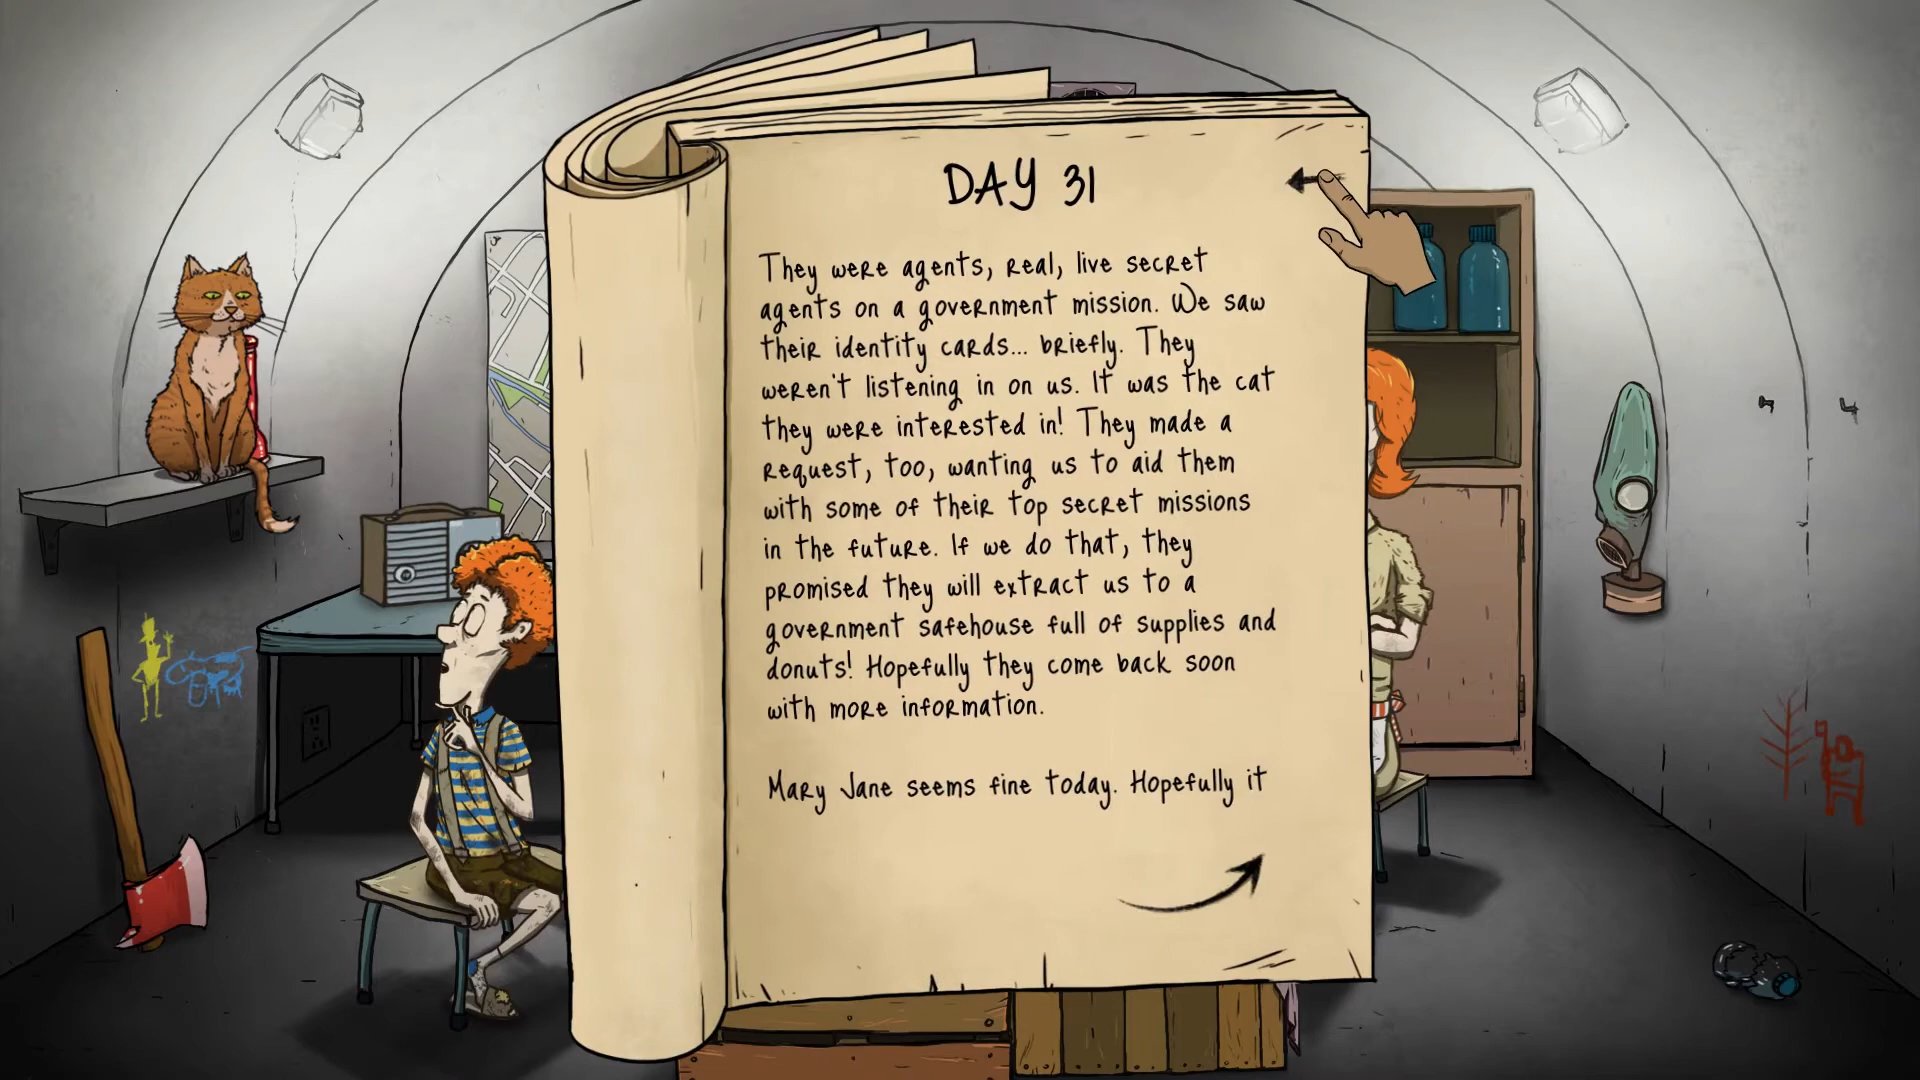 DAY 31
They were agents, real, live secret
agents on a government mission. We saw
their identity cards... briefly. They
weren't listening in on us. It was the cat
they were interested in! They made a
request, too, wanting us to aid them
with some of their top secret missions
in the future. If we do that, they
promised they will extract us to a
government safehouse full of supplies and
donuts! Hopefully they come back soon
with more information.
Mary Jane seems fine today. Hopefully it